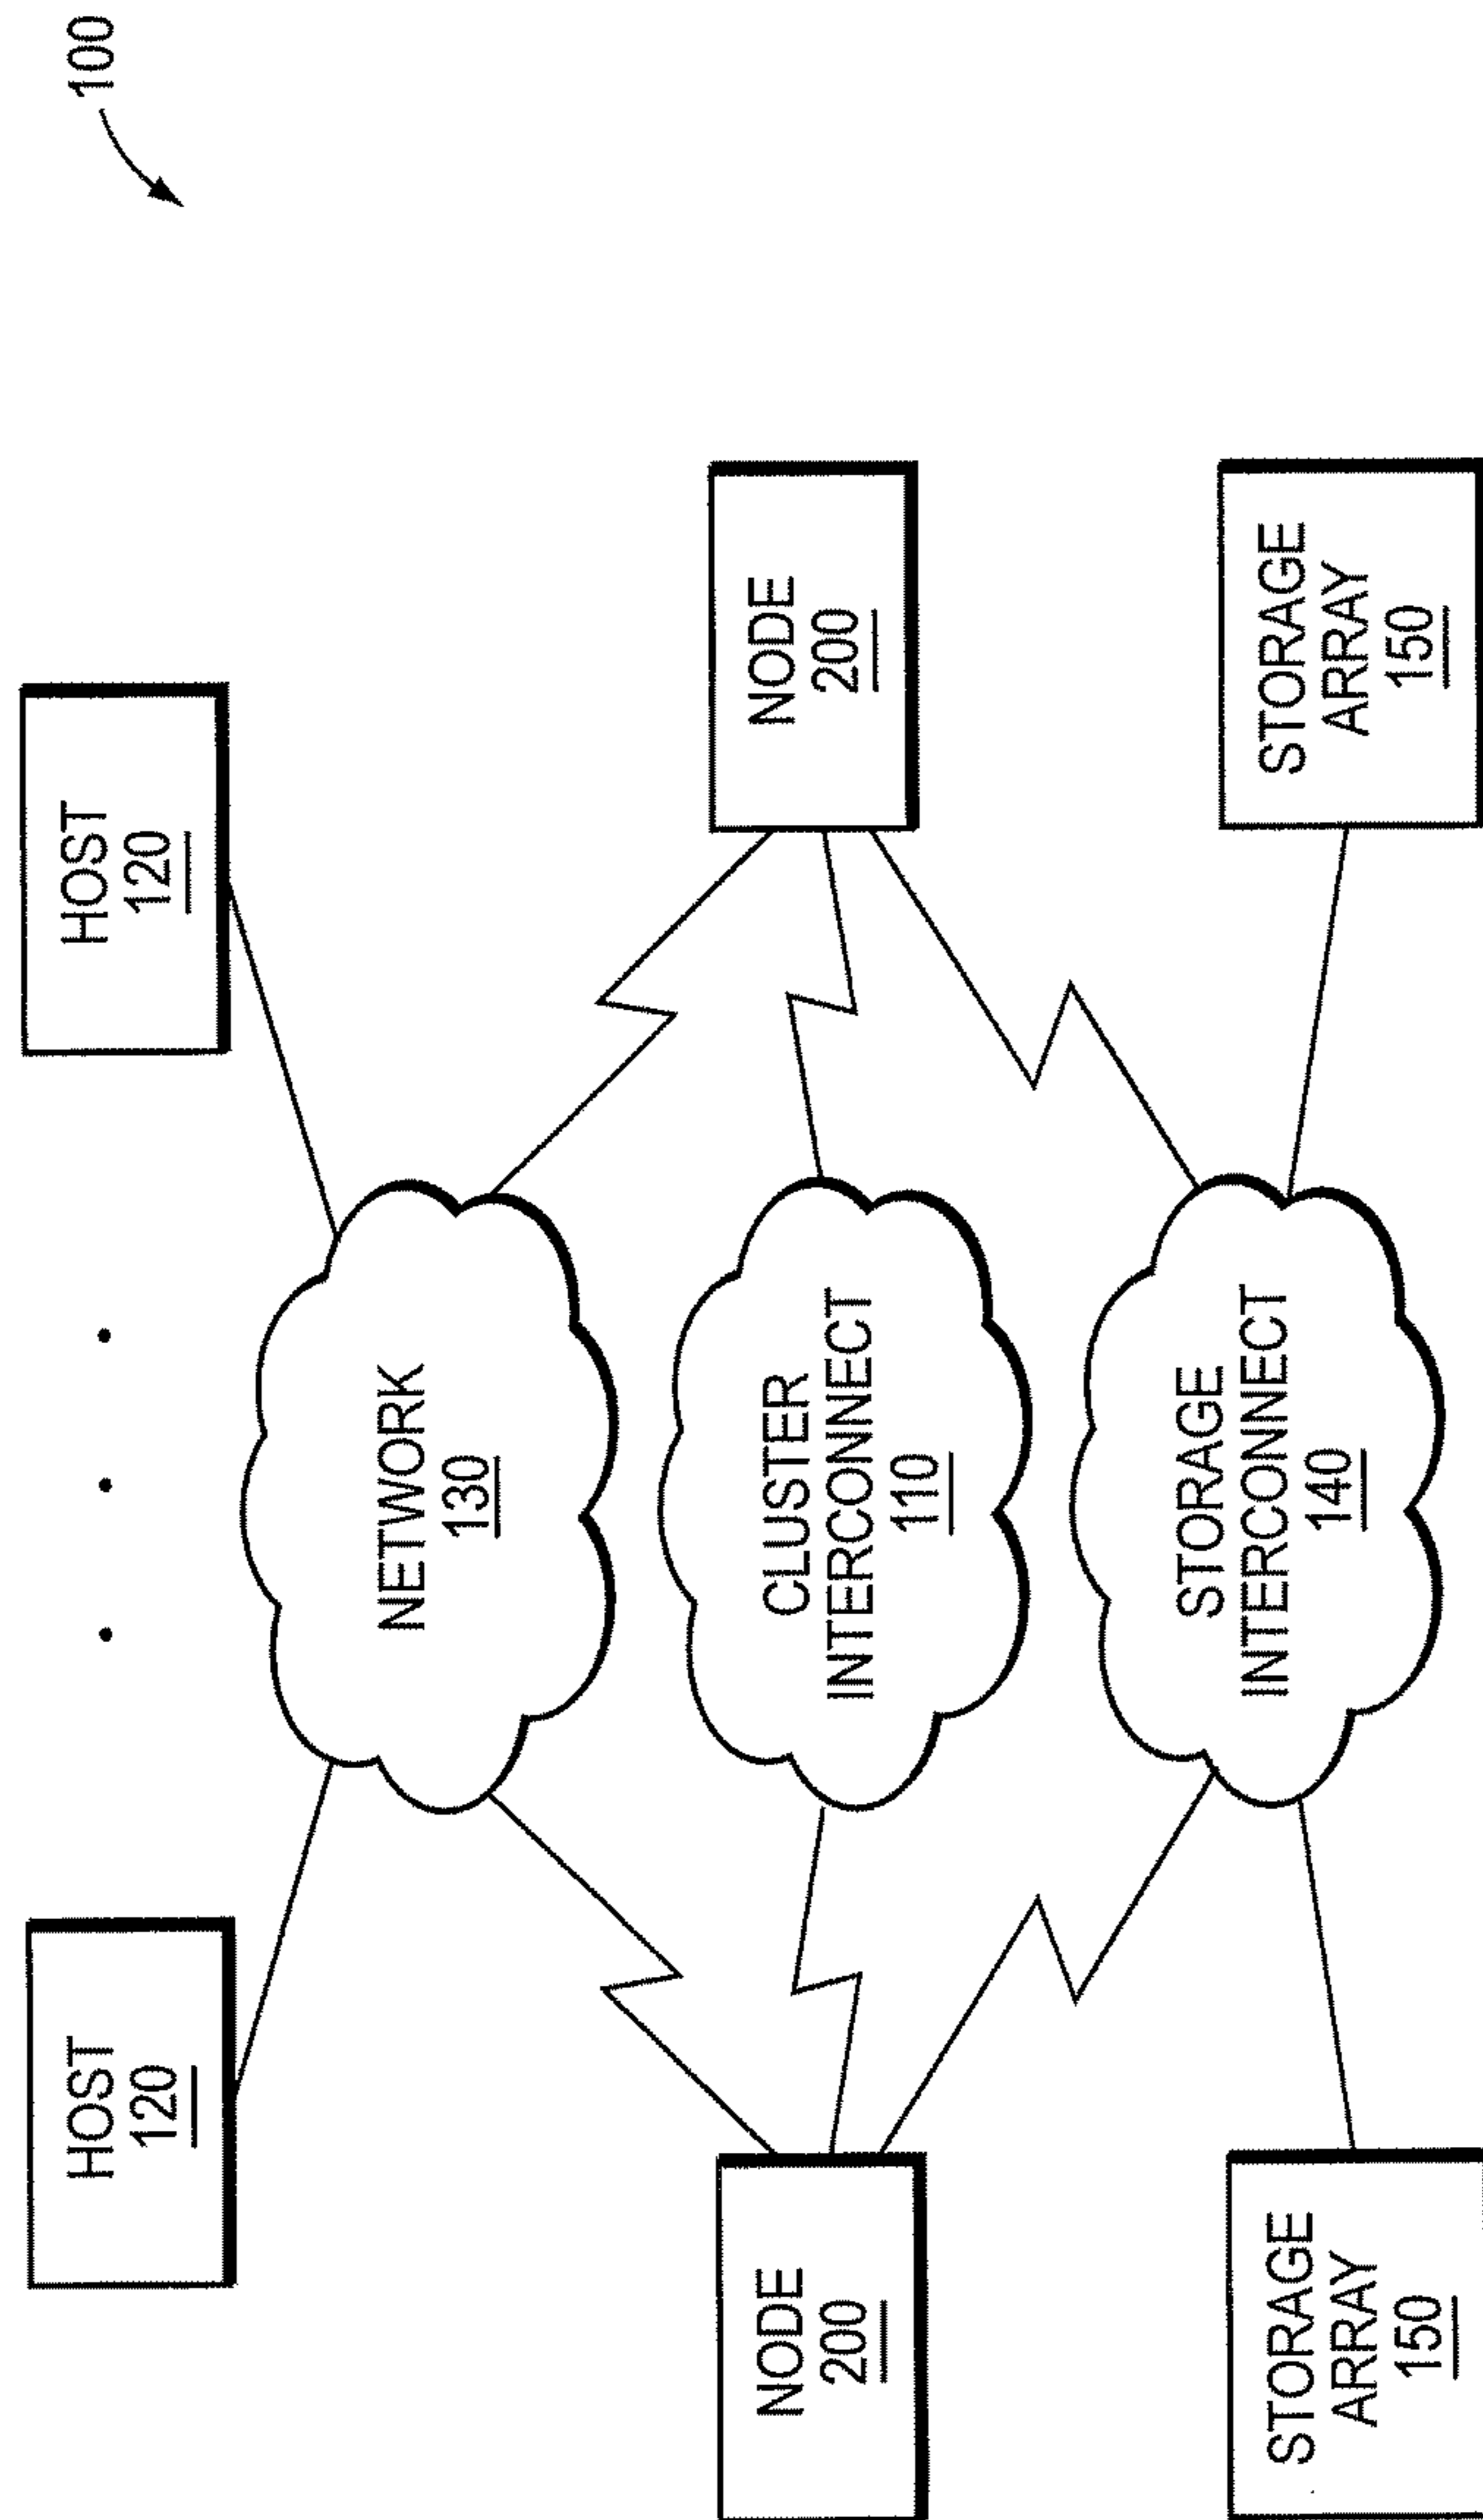 100
HOST
120
HOST
120
NETWORK
130
NODE
200
CLUSTER
INTERCONNECT
110
NODE
200
STORAGE
INTERCONNECT
140
STORAGE
ARRAY
150
STORAGE
ARRAY
150